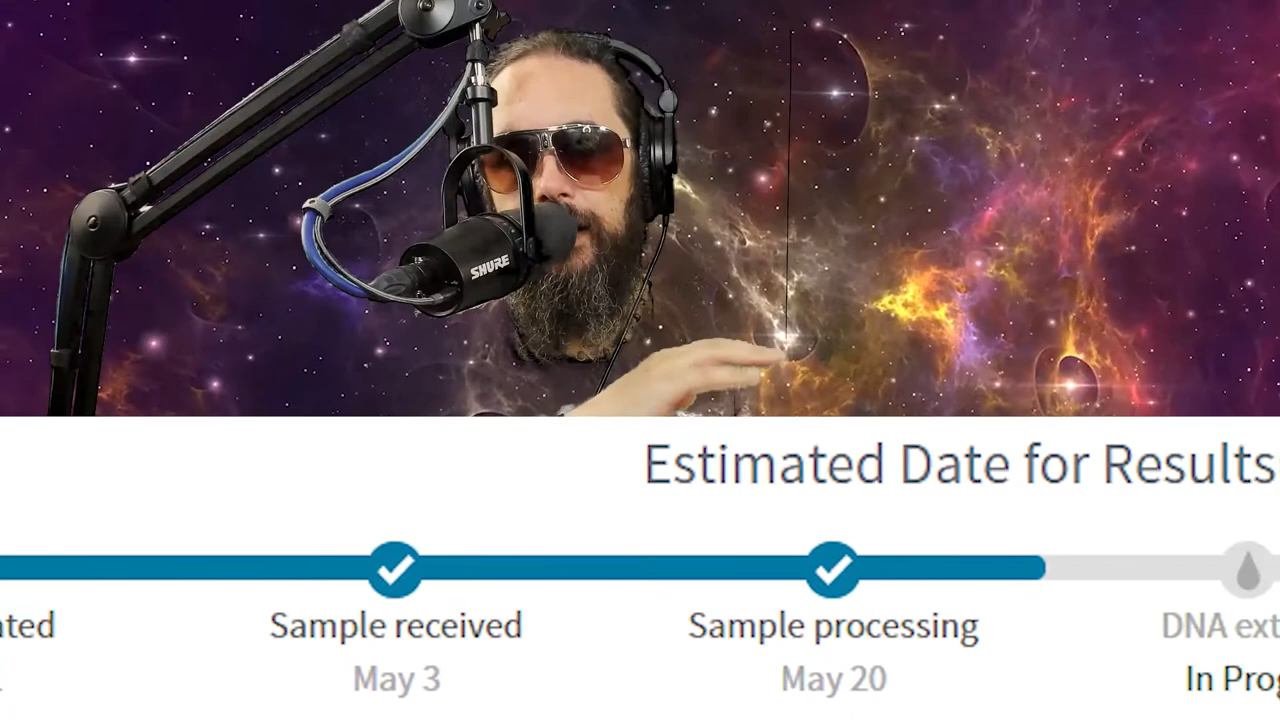 SHURE
Estimated Date for Results
ated
Sample received
Sample processing
DNA ext
May 3
May 20
In Prog